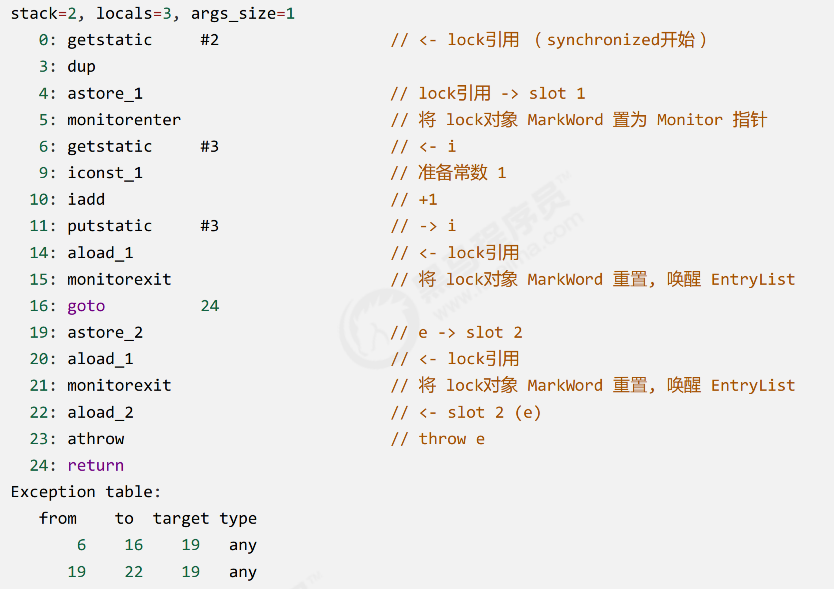 stack=2, locals=3, args_size=1
0: getstatic #2 // <- lock引用 (synchronized开始)
3: dup
4: astore_1 // lock引用 -> slot 1
5: monitorenter // 将 lock对象 MarkWord 置为 Monitor 指针
6: getstatic #3 // <- i
9: iconst_1 // 准备常数 1
10: iadd // +1
11: putstatic #3 // -> i
14: aload_1 // <- lock引用
15: monitorexit // 将 lock对象 MarkWord 重置, 唤醒 EntryList
16: goto 24
19: astore_2 // e -> slot 2
20: aload_1 // <- lock引用
21: monitorexit // 将 lock对象 MarkWord 重置, 唤醒 EntryList
22: aload_2 // <- slot 2 (e)
23: athrow // throw e
24: return
Exception table:
from to target type
6 16 19 any
19 22 19 any